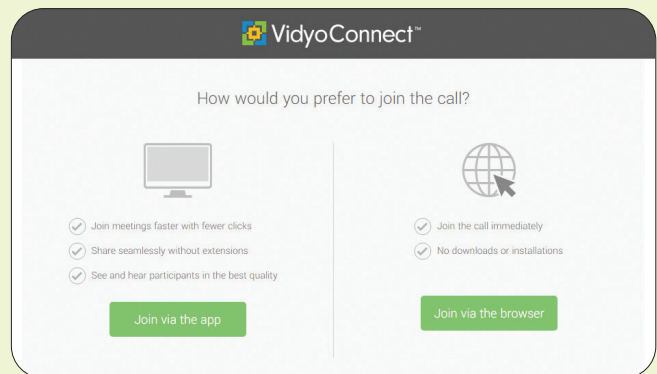 VidyoConnect™
How would you prefer to join the call?
Join meetings faster with fewer clicks
Share seamlessly without extensions
See and hear participants in the best quality
Join via the app
Join the call immediately
No downloads or installations
Join via the browser